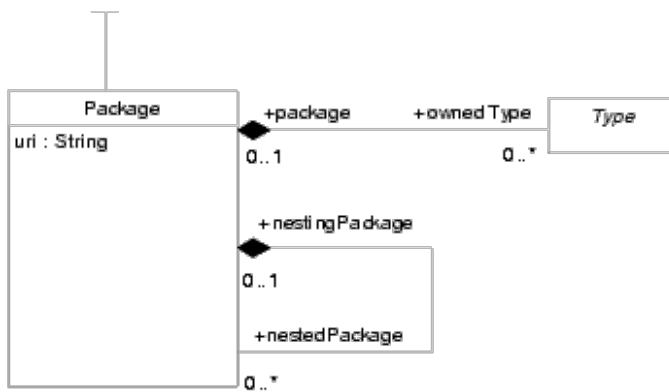 Package
uri : String
+package
+ownedType
Type
0..1
0..*
+nestingPackage
0..1
+nestedPackage
0..*